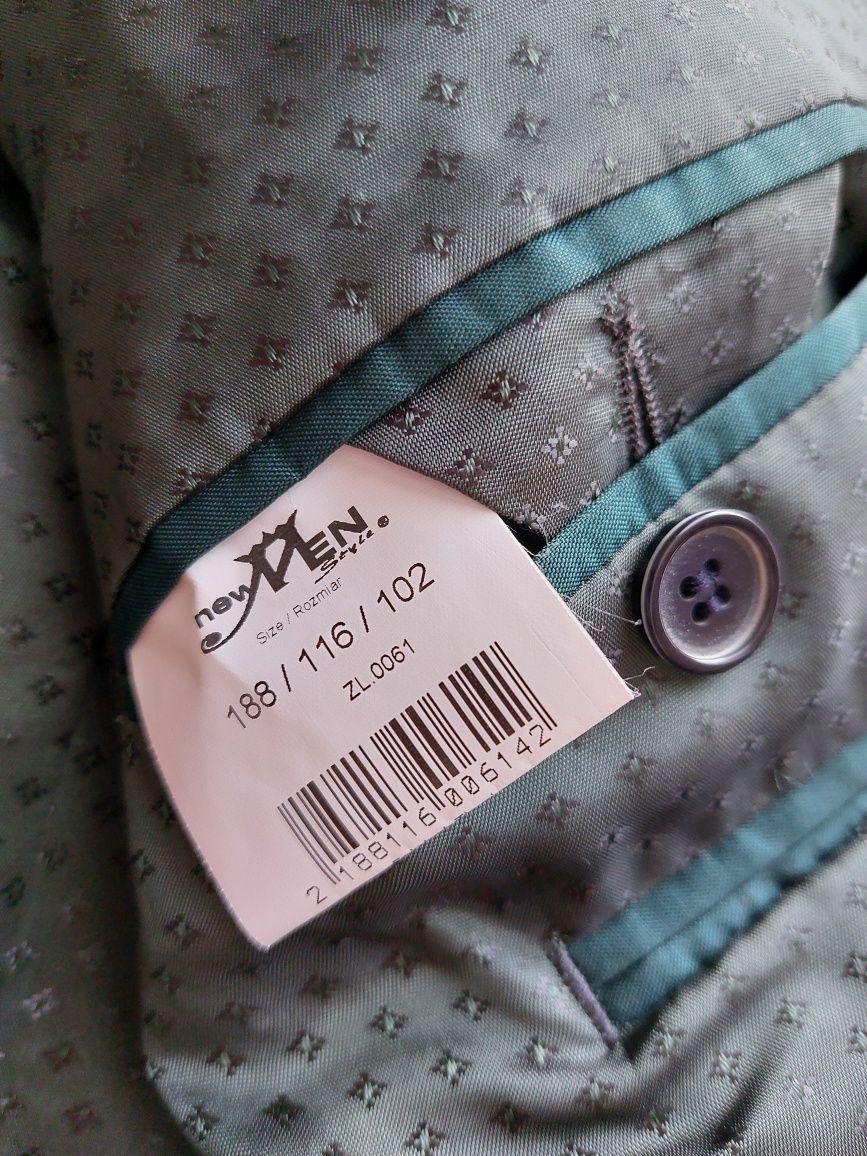 new MEN Style®
Size / Rozmiar
188 / 116 / 102
ZL.0061
2 188116 006142